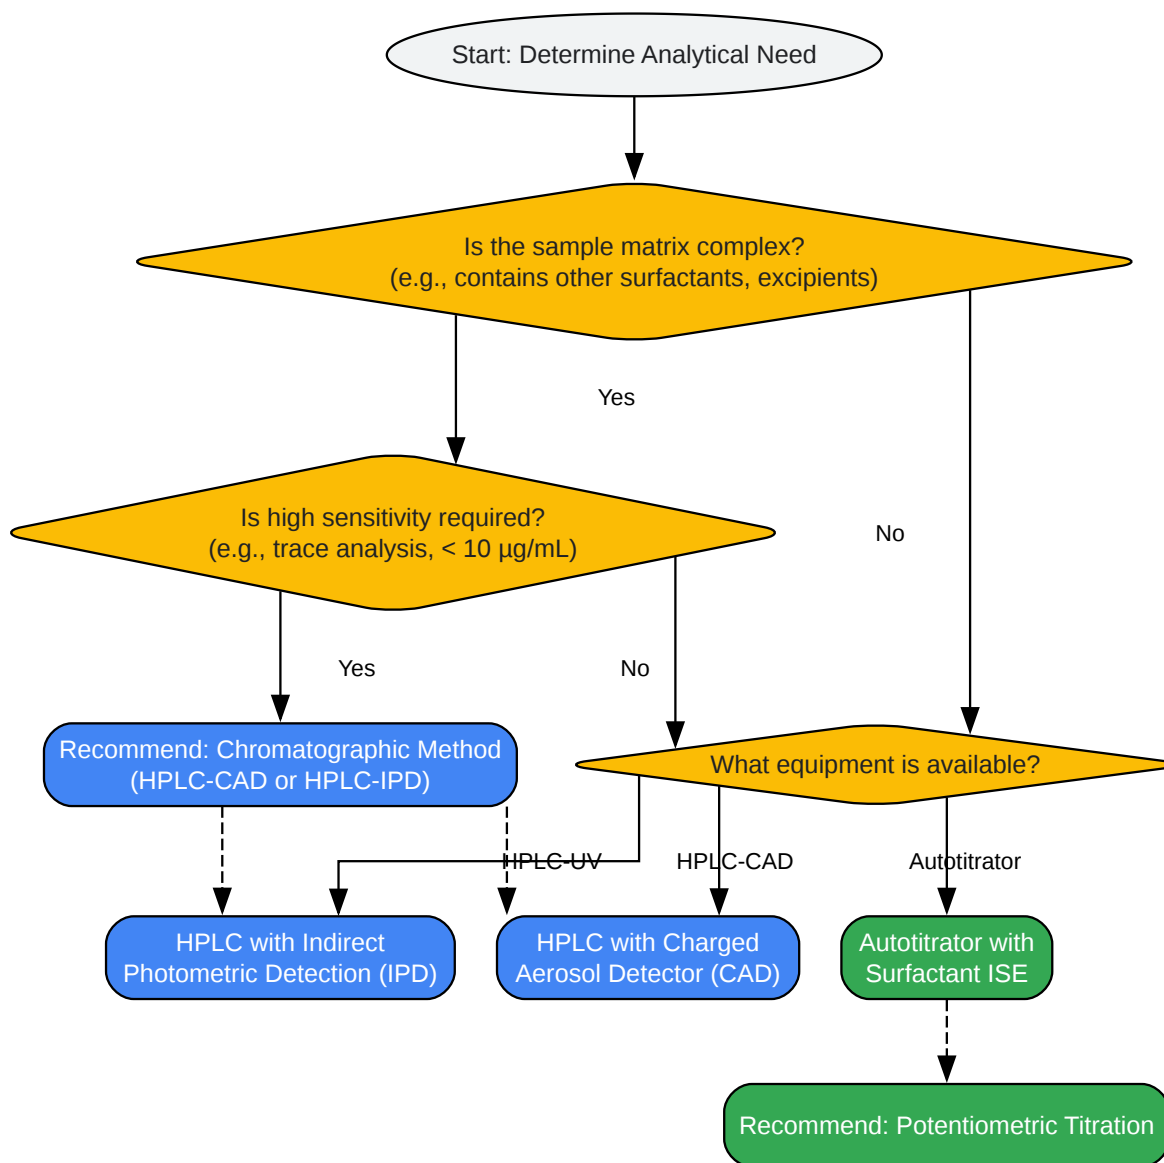 Start: Determine Analytical Need
Is the sample matrix complex?
(e.g., contains other surfactants, excipients)
Yes
Is high sensitivity required?
(e.g., trace analysis, < 10 µg/mL)
No
Yes
No
Recommend: Chromatographic Method
(HPLC-CAD or HPLC-IPD)
What equipment is available?
HPLC-UV
HPLC-CAD
Autotitrator
HPLC with Indirect
Photometric Detection (IPD)
HPLC with Charged
Aerosol Detector (CAD)
Autotitrator with
Surfactant ISE
Recommend: Potentiometric Titration